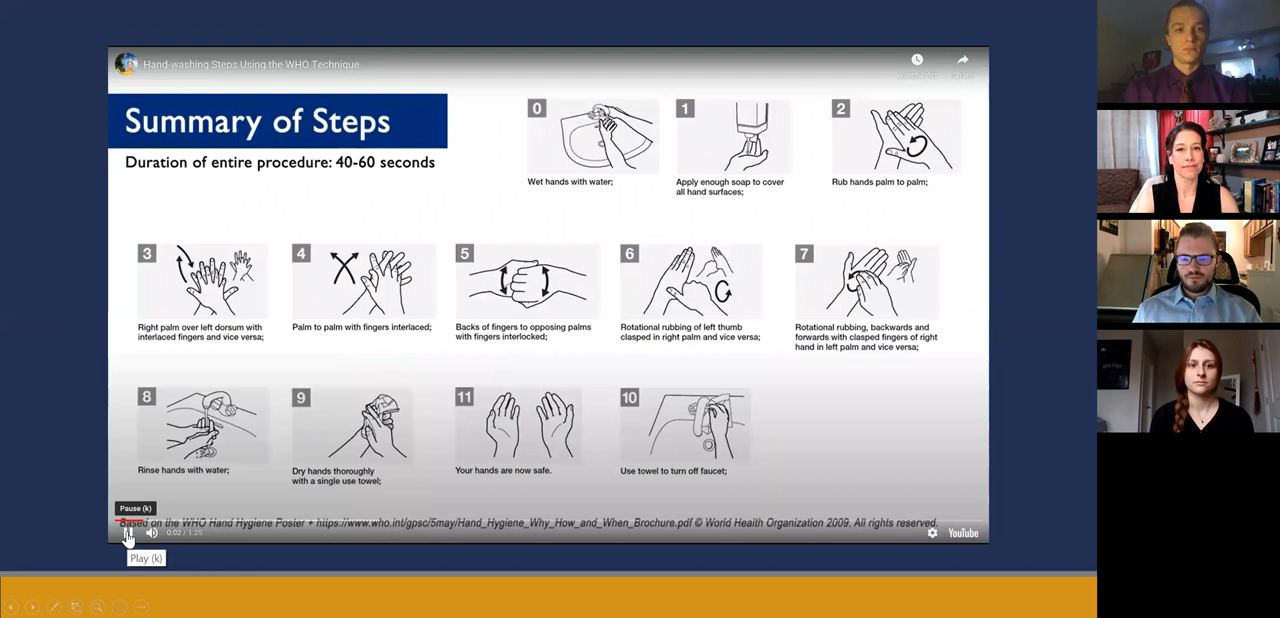 Hand-washing Steps Using the WHO Technique
Watch later
Share
Summary of Steps
Duration of entire procedure: 40-60 seconds
0
Wet hands with water;
1
Apply enough soap to cover
all hand surfaces;
2
Rub hands palm to palm;
3
Right palm over left dorsum with
interlaced fingers and vice versa;
4
Palm to palm with fingers interlaced;
5
Backs of fingers to opposing palms
with fingers interlocked;
6
Rotational rubbing of left thumb
clasped in right palm and vice versa;
7
Rotational rubbing, backwards and
forwards with clasped fingers of right
hand in left palm and vice versa;
8
Rinse hands with water;
9
Dry hands thoroughly
with a single use towel;
11
Your hands are now safe.
10
Use towel to turn off faucet;
Pause (k)
Based on the WHO Hand Hygiene Poster + https://www.who.int/gpsc/5may/Hand_Hygiene_Why_How_and_When_Brochure.pdf © World Health Organization 2009. All rights reserved.
0:02 / 1:25
YouTube
Play (k)